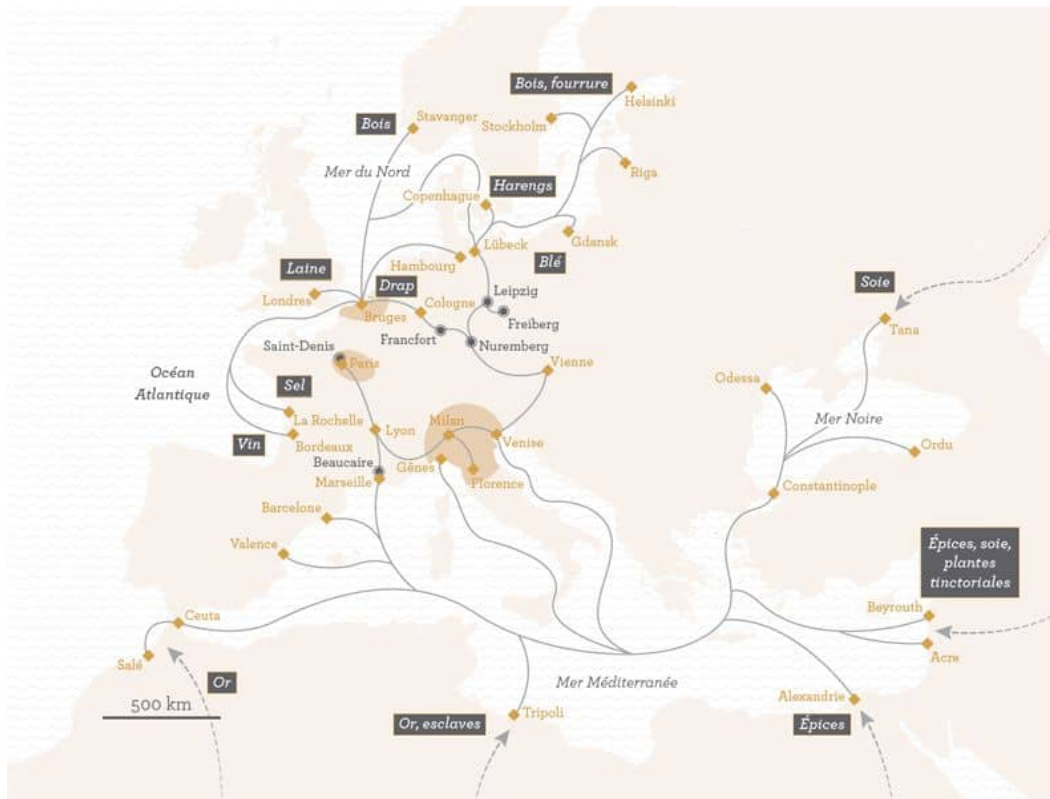 Bois, fourrure
Helsinki
Bois
Stavanger
Stockholm
Mer du Nord
Riga
Copenhague
Harengs
Lübeck
Gdansk
Hambourg
Blé
Laine
Drap
Londres
Bruges
Cologne
Leipzig
Freiberg
Francfort
Nuremberg
Soie
Tana
Saint-Denis
Paris
Vienne
Océan
Atlantique
Sel
La Rochelle
Odessa
Vin
Bordeaux
Lyon
Milan
Venise
Mer Noire
Ordu
Beaucaire
Gênes
Marseille
Florence
Constantinople
Barcelone
Valence
Épices, soie,
plantes
tinctoriales
Beyrouth
Ceuta
Salé
Acre
Or
Mer Méditerranée
500 km
Alexandrie
Or, esclaves
Tripoli
Épices